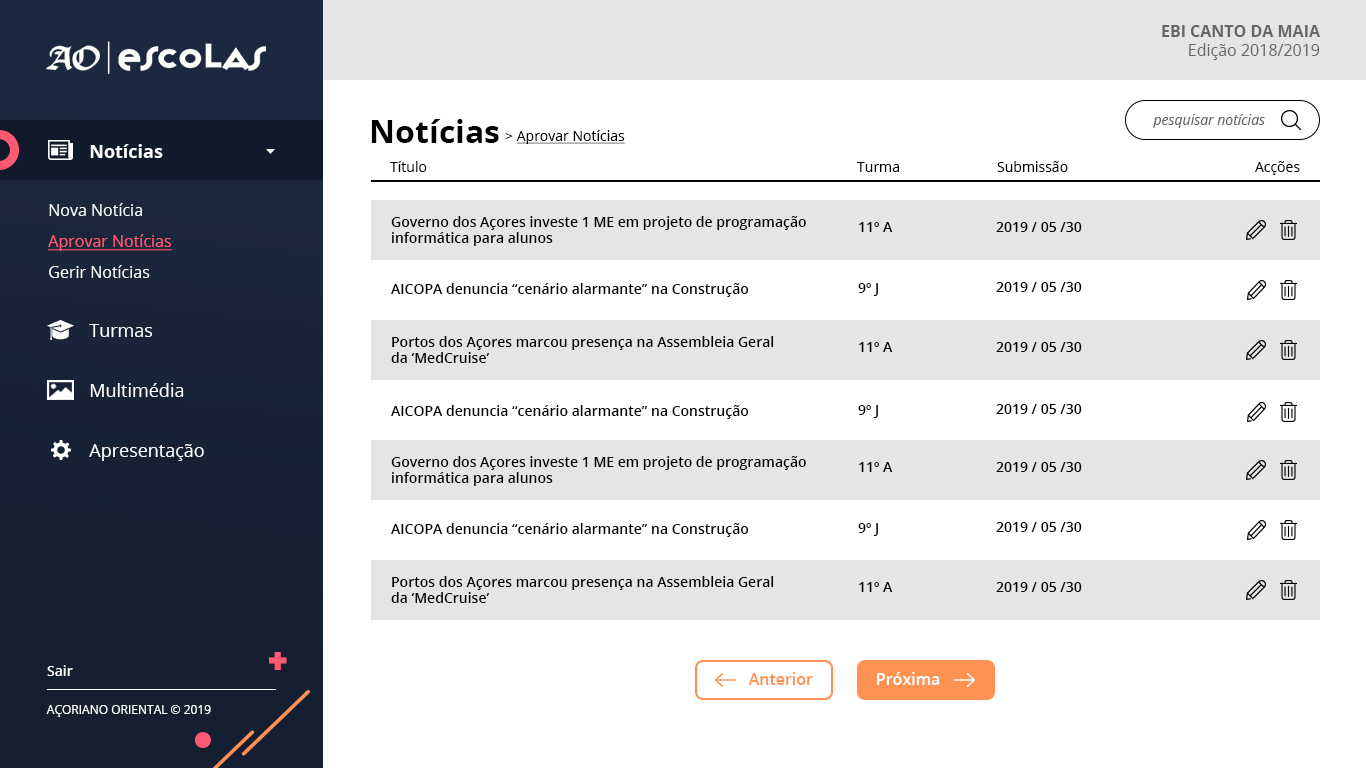 AO | escolas
Notícias
Nova Notícia
Aprovar Notícias
Gerir Notícias
Turmas
Multimédia
Apresentação
Sair
AÇORIANO ORIENTAL © 2019
EBI CANTO DA MAIA
Edição 2018/2019
pesquisar notícias
Notícias > Aprovar Notícias
Título Turma Submissão Acções
Governo dos Açores investe 1 ME em projeto de programação
informática para alunos
11º A 2019 / 05 /30
AICOPA denuncia “cenário alarmante” na Construção 9º J 2019 / 05 /30
Portos dos Açores marcou presença na Assembleia Geral
da ‘MedCruise’
11º A 2019 / 05 /30
AICOPA denuncia “cenário alarmante” na Construção 9º J 2019 / 05 /30
Governo dos Açores investe 1 ME em projeto de programação
informática para alunos
11º A 2019 / 05 /30
AICOPA denuncia “cenário alarmante” na Construção 9º J 2019 / 05 /30
Portos dos Açores marcou presença na Assembleia Geral
da ‘MedCruise’
11º A 2019 / 05 /30
Anterior Próxima